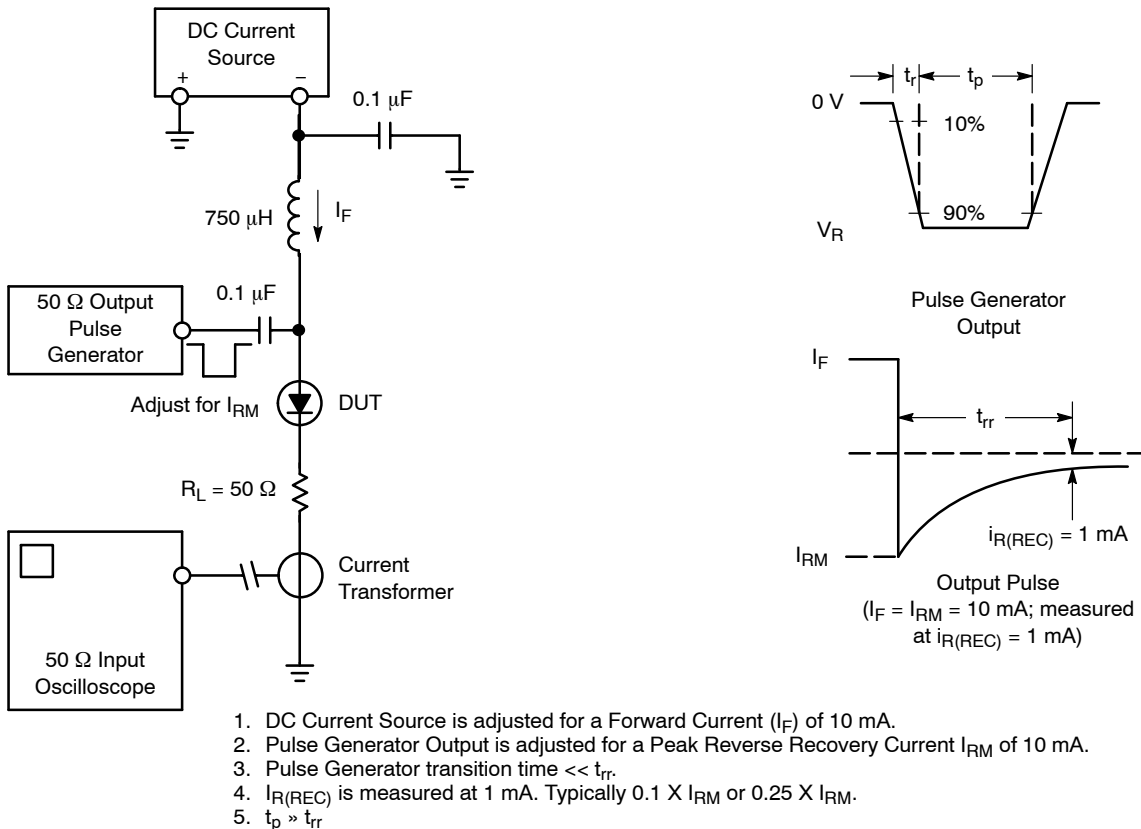 DC Current
Source
+
−
0.1 μF
750 μH
I_F
50 Ω Output
Pulse
Generator
0.1 μF
Adjust for I_RM
DUT
R_L = 50 Ω
Current
Transformer
50 Ω Input
Oscilloscope
t_r
t_p
0 V
10%
90%
V_R
Pulse Generator
Output
I_F
t_rr
i_R(REC) = 1 mA
I_RM
Output Pulse
(I_F = I_RM = 10 mA; measured
at i_R(REC) = 1 mA)
1. DC Current Source is adjusted for a Forward Current (I_F) of 10 mA.
2. Pulse Generator Output is adjusted for a Peak Reverse Recovery Current I_RM of 10 mA.
3. Pulse Generator transition time << t_rr.
4. I_R(REC) is measured at 1 mA. Typically 0.1 X I_RM or 0.25 X I_RM.
5. t_p » t_rr